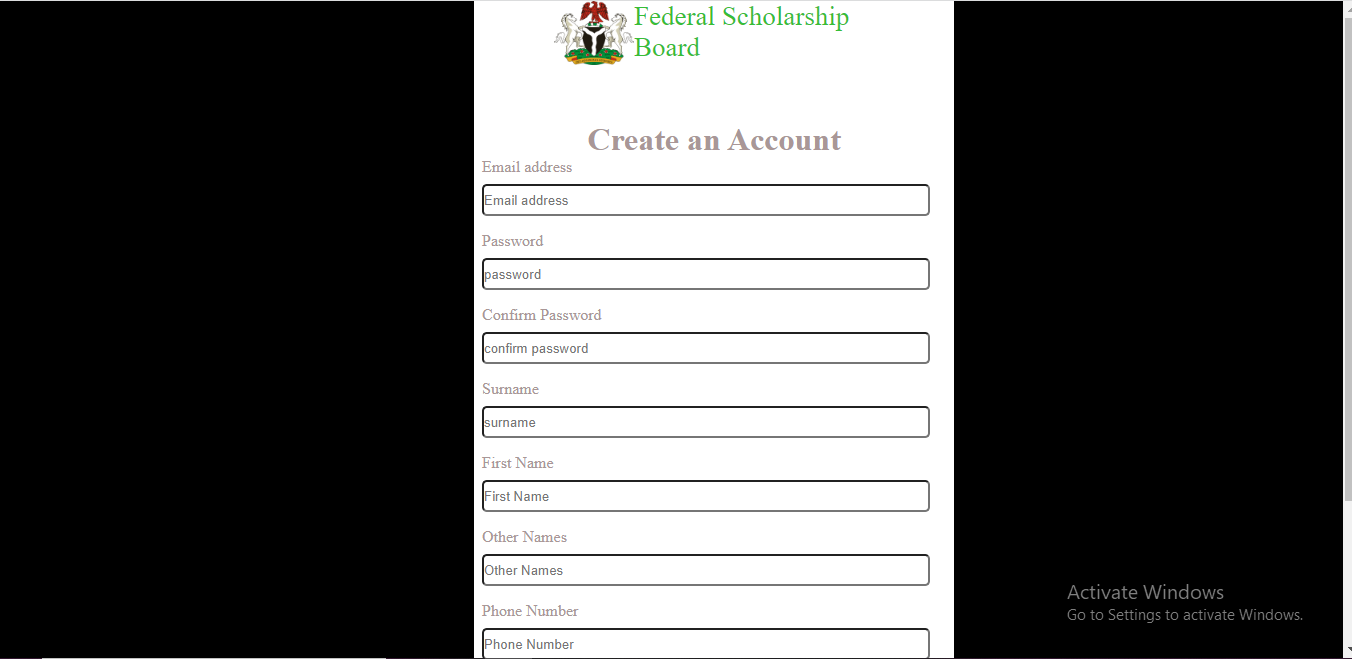 Federal Scholarship
Board
Create an Account
Email address
Email address
Password
password
Confirm Password
confirm password
Surname
surname
First Name
First Name
Other Names
Other Names
Phone Number
Phone Number
Activate Windows
Go to Settings to activate Windows.